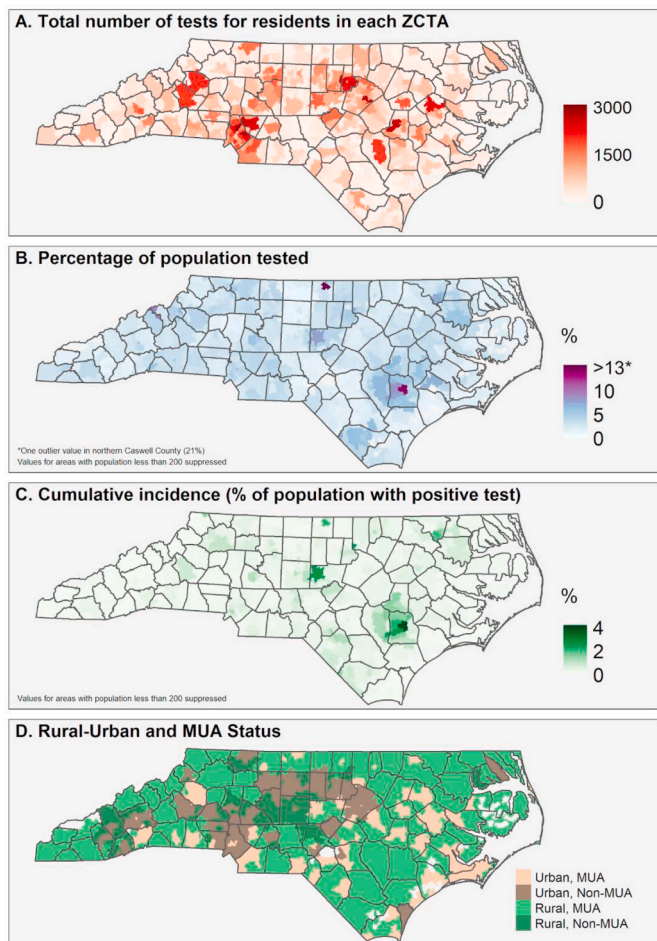 A. Total number of tests for residents in each ZCTA
3000
1500
0
B. Percentage of population tested
%
>13*
10
5
0
*One outlier value in northern Caswell County (21%)
Values for areas with population less than 200 suppressed
C. Cumulative incidence (% of population with positive test)
%
4
2
0
Values for areas with population less than 200 suppressed
D. Rural-Urban and MUA Status
Urban, MUA
Urban, Non-MUA
Rural, MUA
Rural, Non-MUA